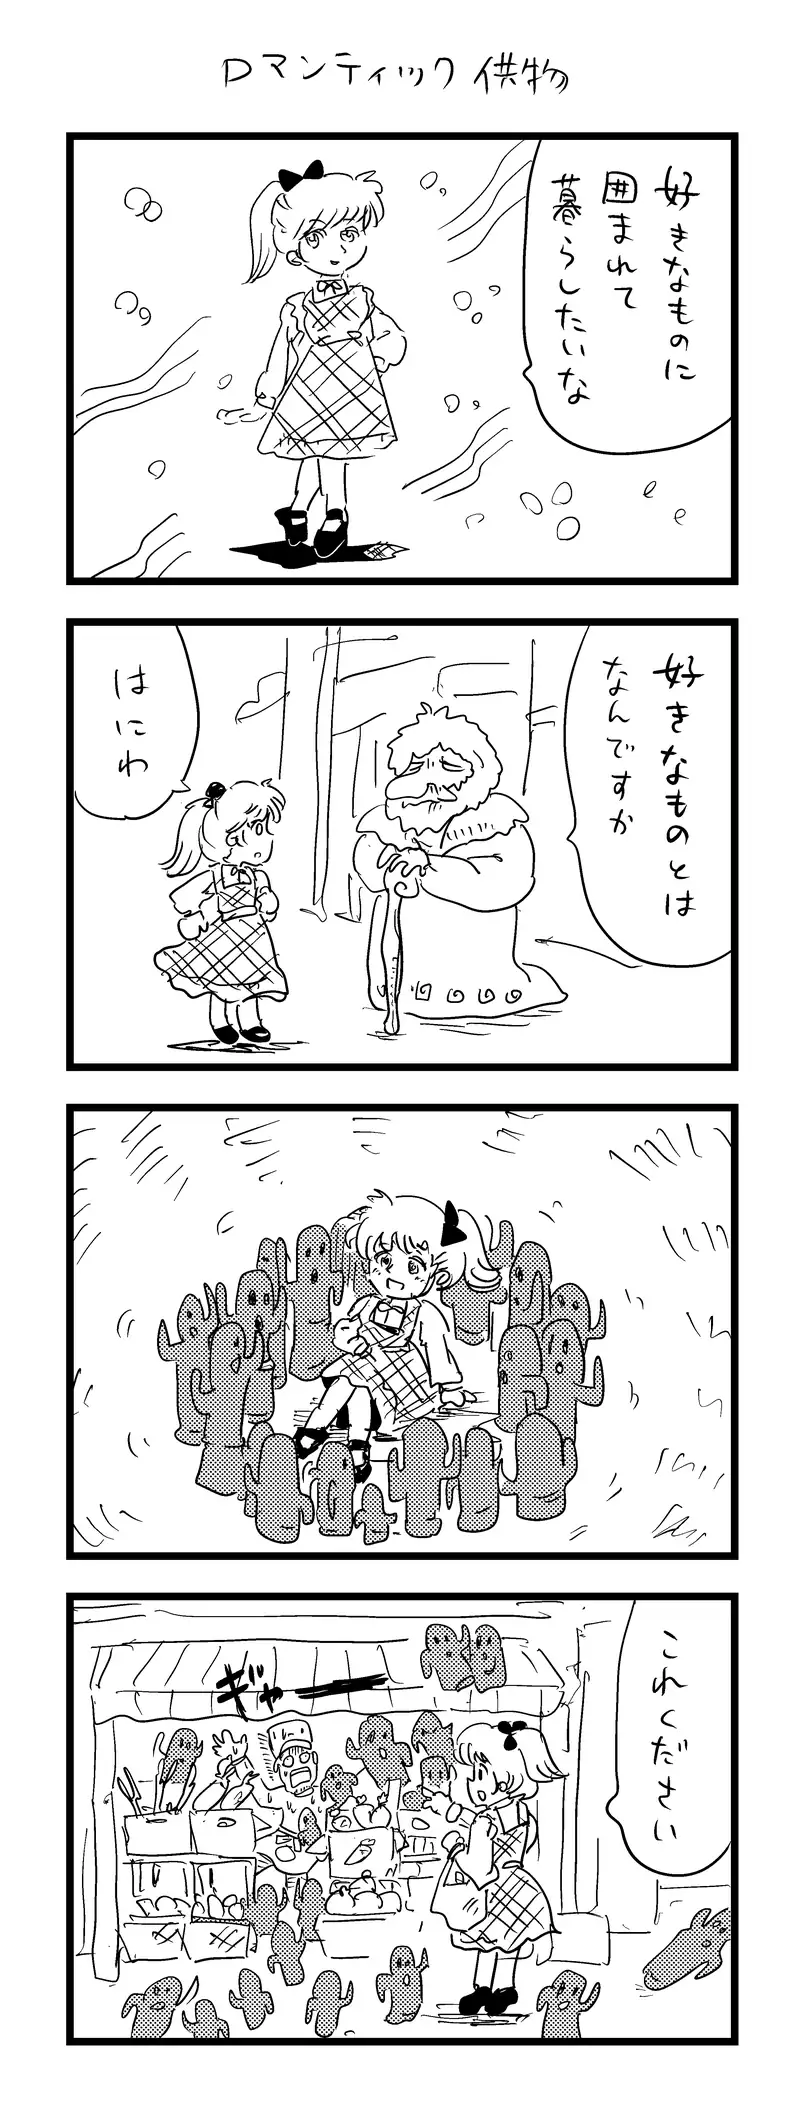 ロマンティック供物
好きなものに
囲まれて
暮らしたいな
好きなものとは
なんですか
はにわ
これください
ギャー